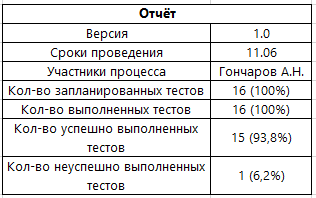 Отчёт
Версия 1.0
Сроки проведения 11.06
Участники процесса Гончаров А.Н.
Кол-во запланированных тестов 16 (100%)
Кол-во выполненных тестов 16 (100%)
Кол-во успешно выполненных
тестов 15 (93,8%)
Кол-во неуспешно выполненных
тестов 1 (6,2%)